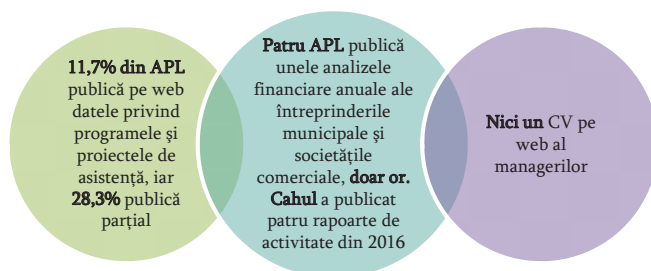 11,7% din APL
publică pe web
datele privind
programele și
proiectele de
asistență, iar
28,3% publică
parțial
Patru APL publică
unele analizele
financiare anuale ale
întreprinderile
municipale și
societățile
comerciale, doar or.
Cahul a publicat
patru rapoarte de
activitate din 2016
Nici un CV pe
web al
managerilor